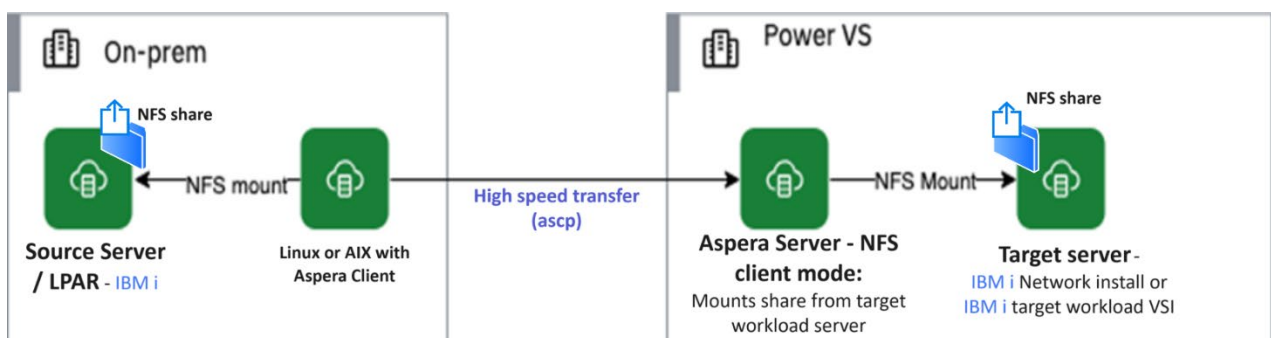 On-prem
Power VS
NFS share
NFS share
NFS mount
High speed transfer
(ascp)
NFS Mount
Source Server
/ LPAR - IBM i
Linux or AIX with
Aspera Client
Aspera Server - NFS
client mode:
Mounts share from target
workload server
Target server -
IBM i Network install or
IBM i target workload VSI